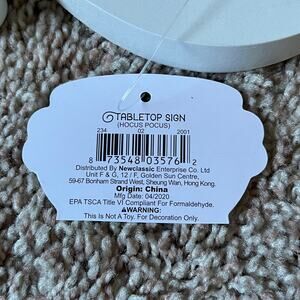 TABLETOP SIGN
(HOCUS POCUS)
234 02 2001
8 73548 03576 2
Distributed By Newclassic Enterprise Co. Ltd
Unit F & G, 12 / F, Golden Sun Centre,
59-67 Bonham Strand West, Sheung Wan, Hong Kong.
Origin: China
Mfg Date: 04/2020
EPA TSCA Title VI Compliant For Formaldehyde.
WARNING:
This Is Not A Toy. For Decoration Only.